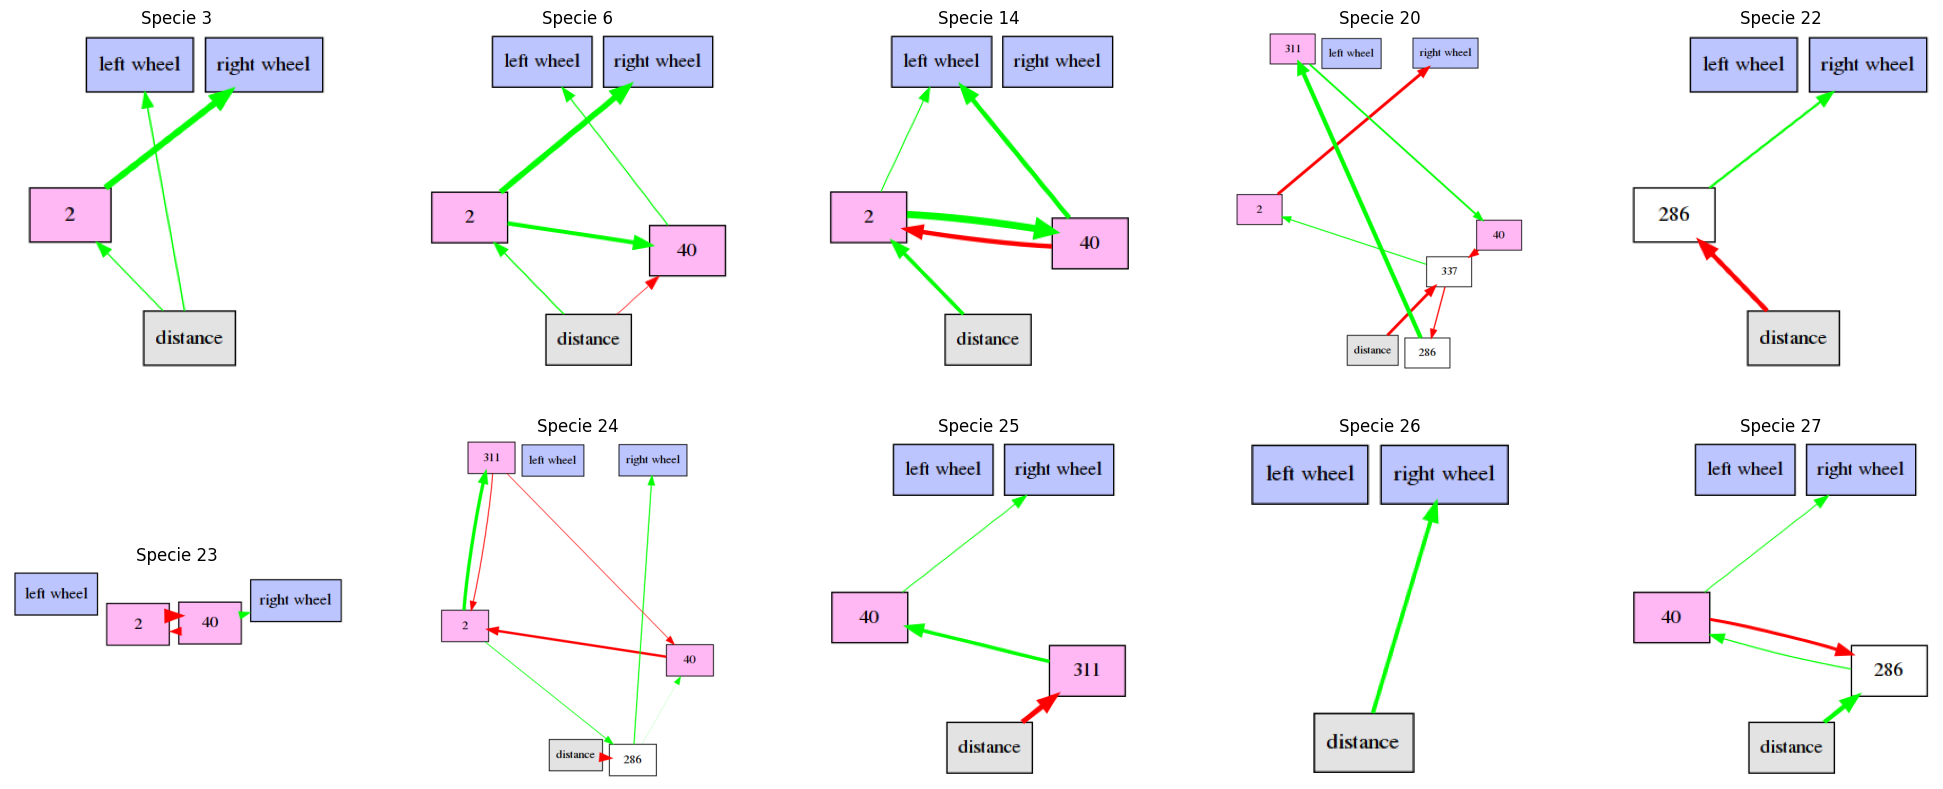 Specie 3
left wheel
right wheel
2
distance
Specie 6
left wheel
right wheel
2
40
distance
Specie 14
left wheel
right wheel
2
40
distance
Specie 20
311
left wheel
right wheel
2
40
337
distance
286
Specie 22
left wheel
right wheel
286
distance
Specie 23
left wheel
2
40
right wheel
Specie 24
311
left wheel
right wheel
2
40
distance
286
Specie 25
left wheel
right wheel
40
311
distance
Specie 26
left wheel
right wheel
distance
Specie 27
left wheel
right wheel
40
286
distance